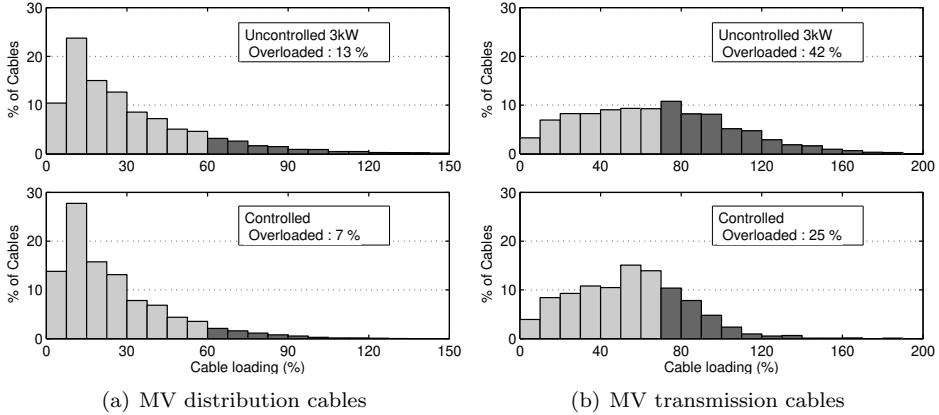 30
20
10
0
% of Cables
Uncontrolled 3kW
Overloaded : 13 %
0 30 60 90 120 150
30
20
10
0
% of Cables
Uncontrolled 3kW
Overloaded : 42 %
0 40 80 120 160 200
30
20
10
0
% of Cables
Controlled
Overloaded : 7 %
0 30 60 90 120 150
Cable loading (%)
30
20
10
0
% of Cables
Controlled
Overloaded : 25 %
0 40 80 120 160 200
Cable loading (%)
(a) MV distribution cables
(b) MV transmission cables